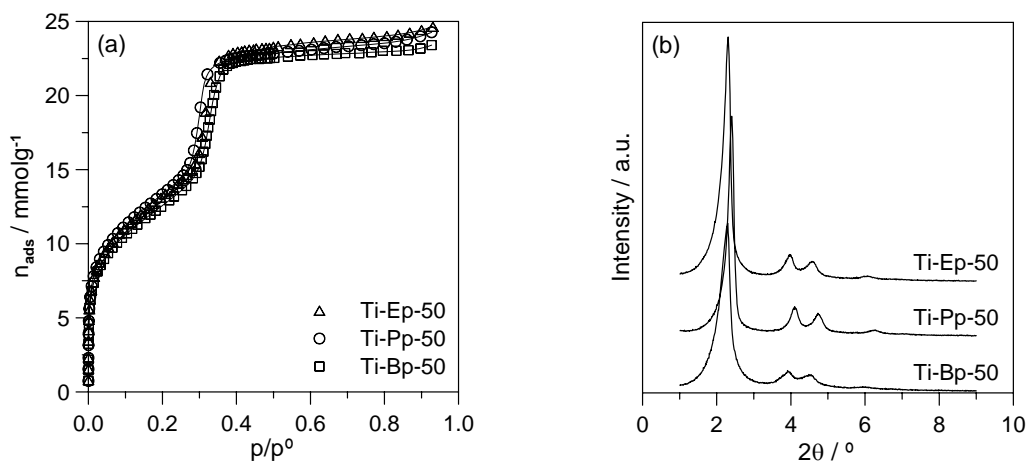 (a)
25
20
15
10
5
0
n_ads / mmolg⁻¹
0.0 0.2 0.4 0.6 0.8 1.0
p/p⁰
Ti-Ep-50
Ti-Pp-50
Ti-Bp-50
(b)
Intensity / a.u.
Ti-Ep-50
Ti-Pp-50
Ti-Bp-50
0 2 4 6 8 10
2θ / º